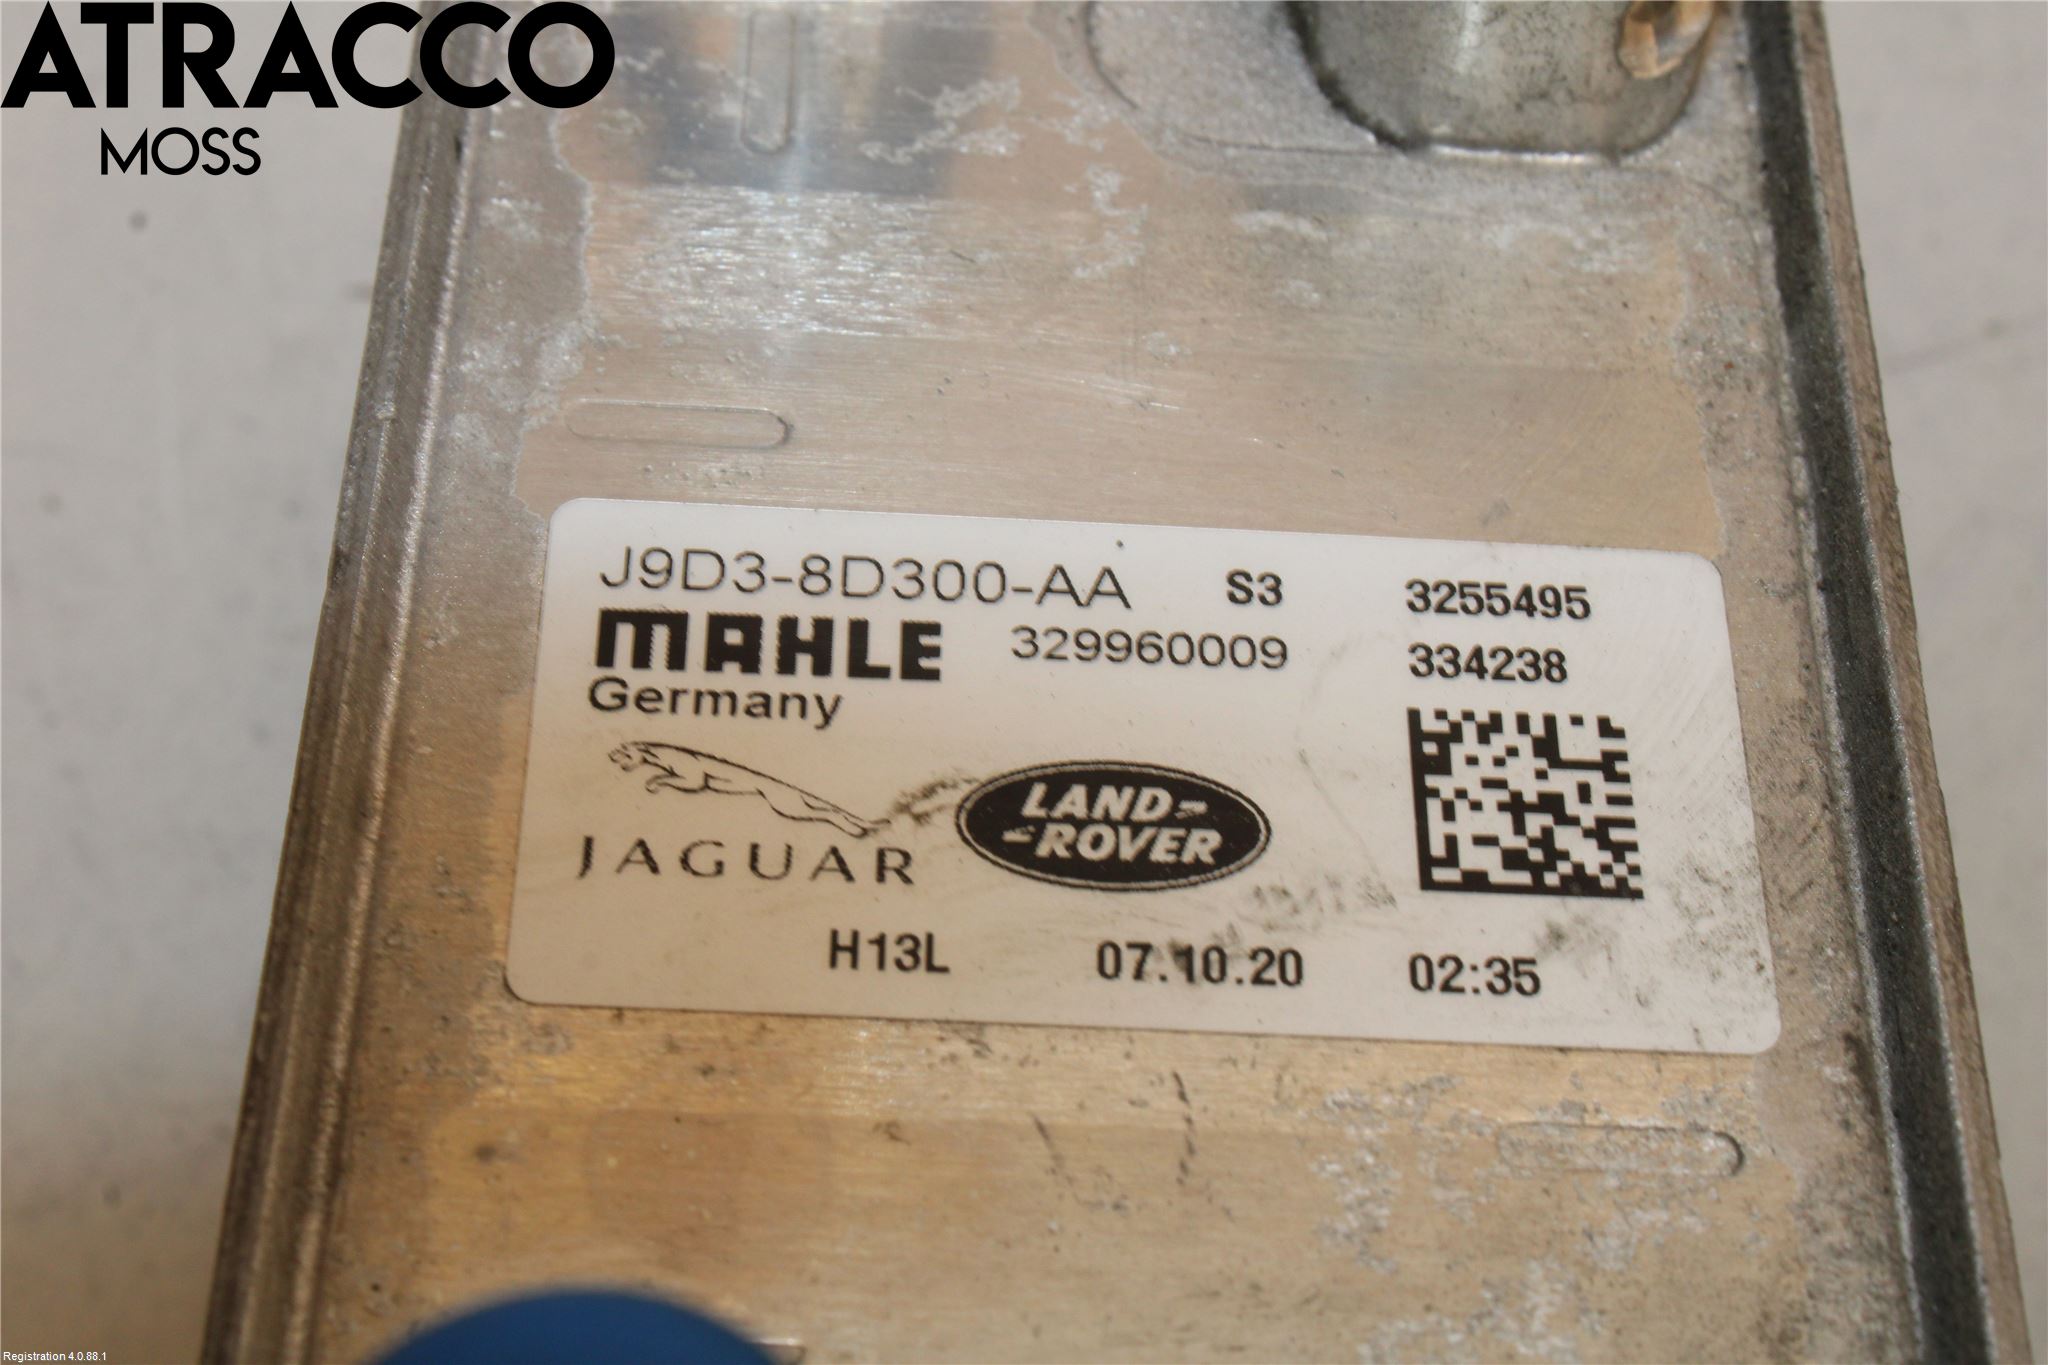 ATRACCO
MOSS
J9D3-8D300-AA S3 3255495
MAHLE 329960009 334238
Germany
JAGUAR LAND-
-ROVER
H13L 07.10.20 02:35
Registration 4.0.88.1